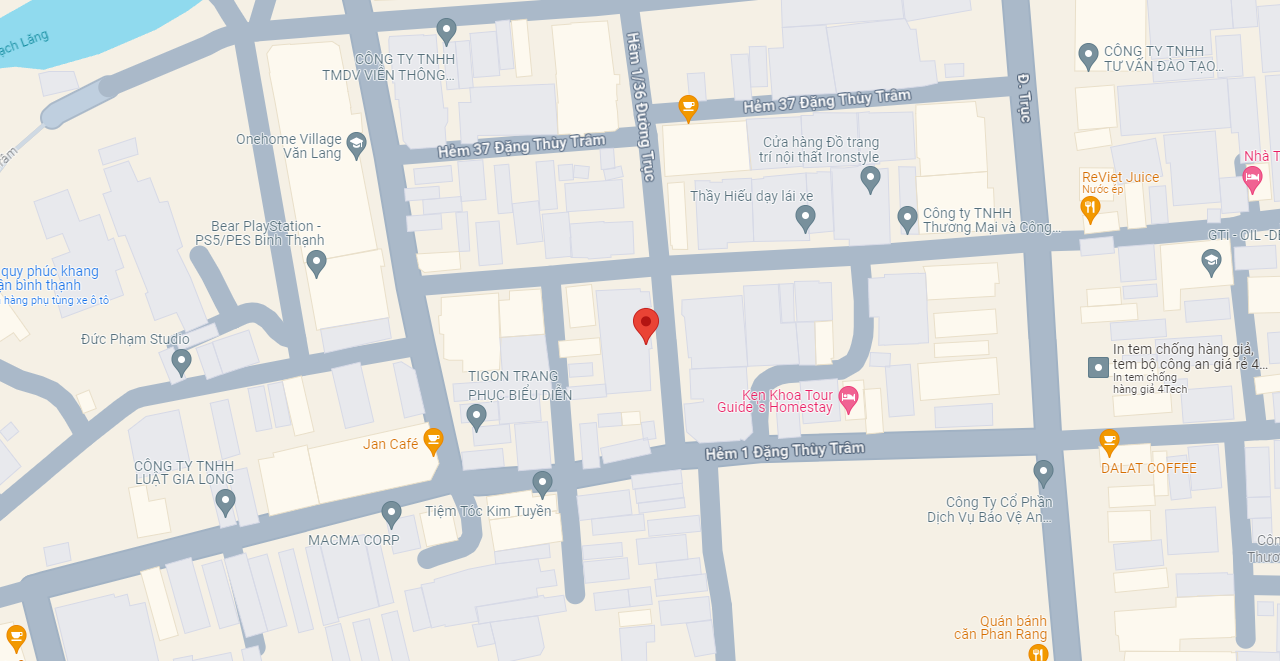 ạch Lăng
CÔNG TY TNHH
TMDV VIỄN THÔNG...
Hẻm 1/36 Đường Trục
Hẻm 37 Đặng Thùy Trâm
Đ. Trục
CÔNG TY TNHH
TƯ VẤN ĐÀO TẠO...
Onehome Village
Văn Lang
Hẻm 37 Đặng Thùy Trâm
Cửa hàng Đồ trang
trí nội thất Ironstyle
râm
Nhà T
ReViet Juice
Nước ép
Thầy Hiếu dạy lái xe
Công ty TNHH
Thương Mại và Công...
Bear PlayStation -
PS5/PES Bình Thạnh
GTi - OIL -DE
quy phúc khang
ận bình thạnh
hàng phụ tùng xe ô tô
Đức Phạm Studio
In tem chống hàng giả,
tem bộ công an giá rẻ 4...
In tem chống
hàng giả 4Tech
TIGON TRANG
PHỤC BIỂU DIỄN
Ken Khoa Tour
Guide's Homestay
Jan Café
Hẻm 1 Đặng Thùy Trâm
CÔNG TY TNHH
LUẬT GIA LONG
DALAT COFFEE
Tiệm Tóc Kim Tuyền
Công Ty Cổ Phần
Dịch Vụ Bảo Vệ An...
MACMA CORP
Côn
Thươ
Quán bánh
căn Phan Rang